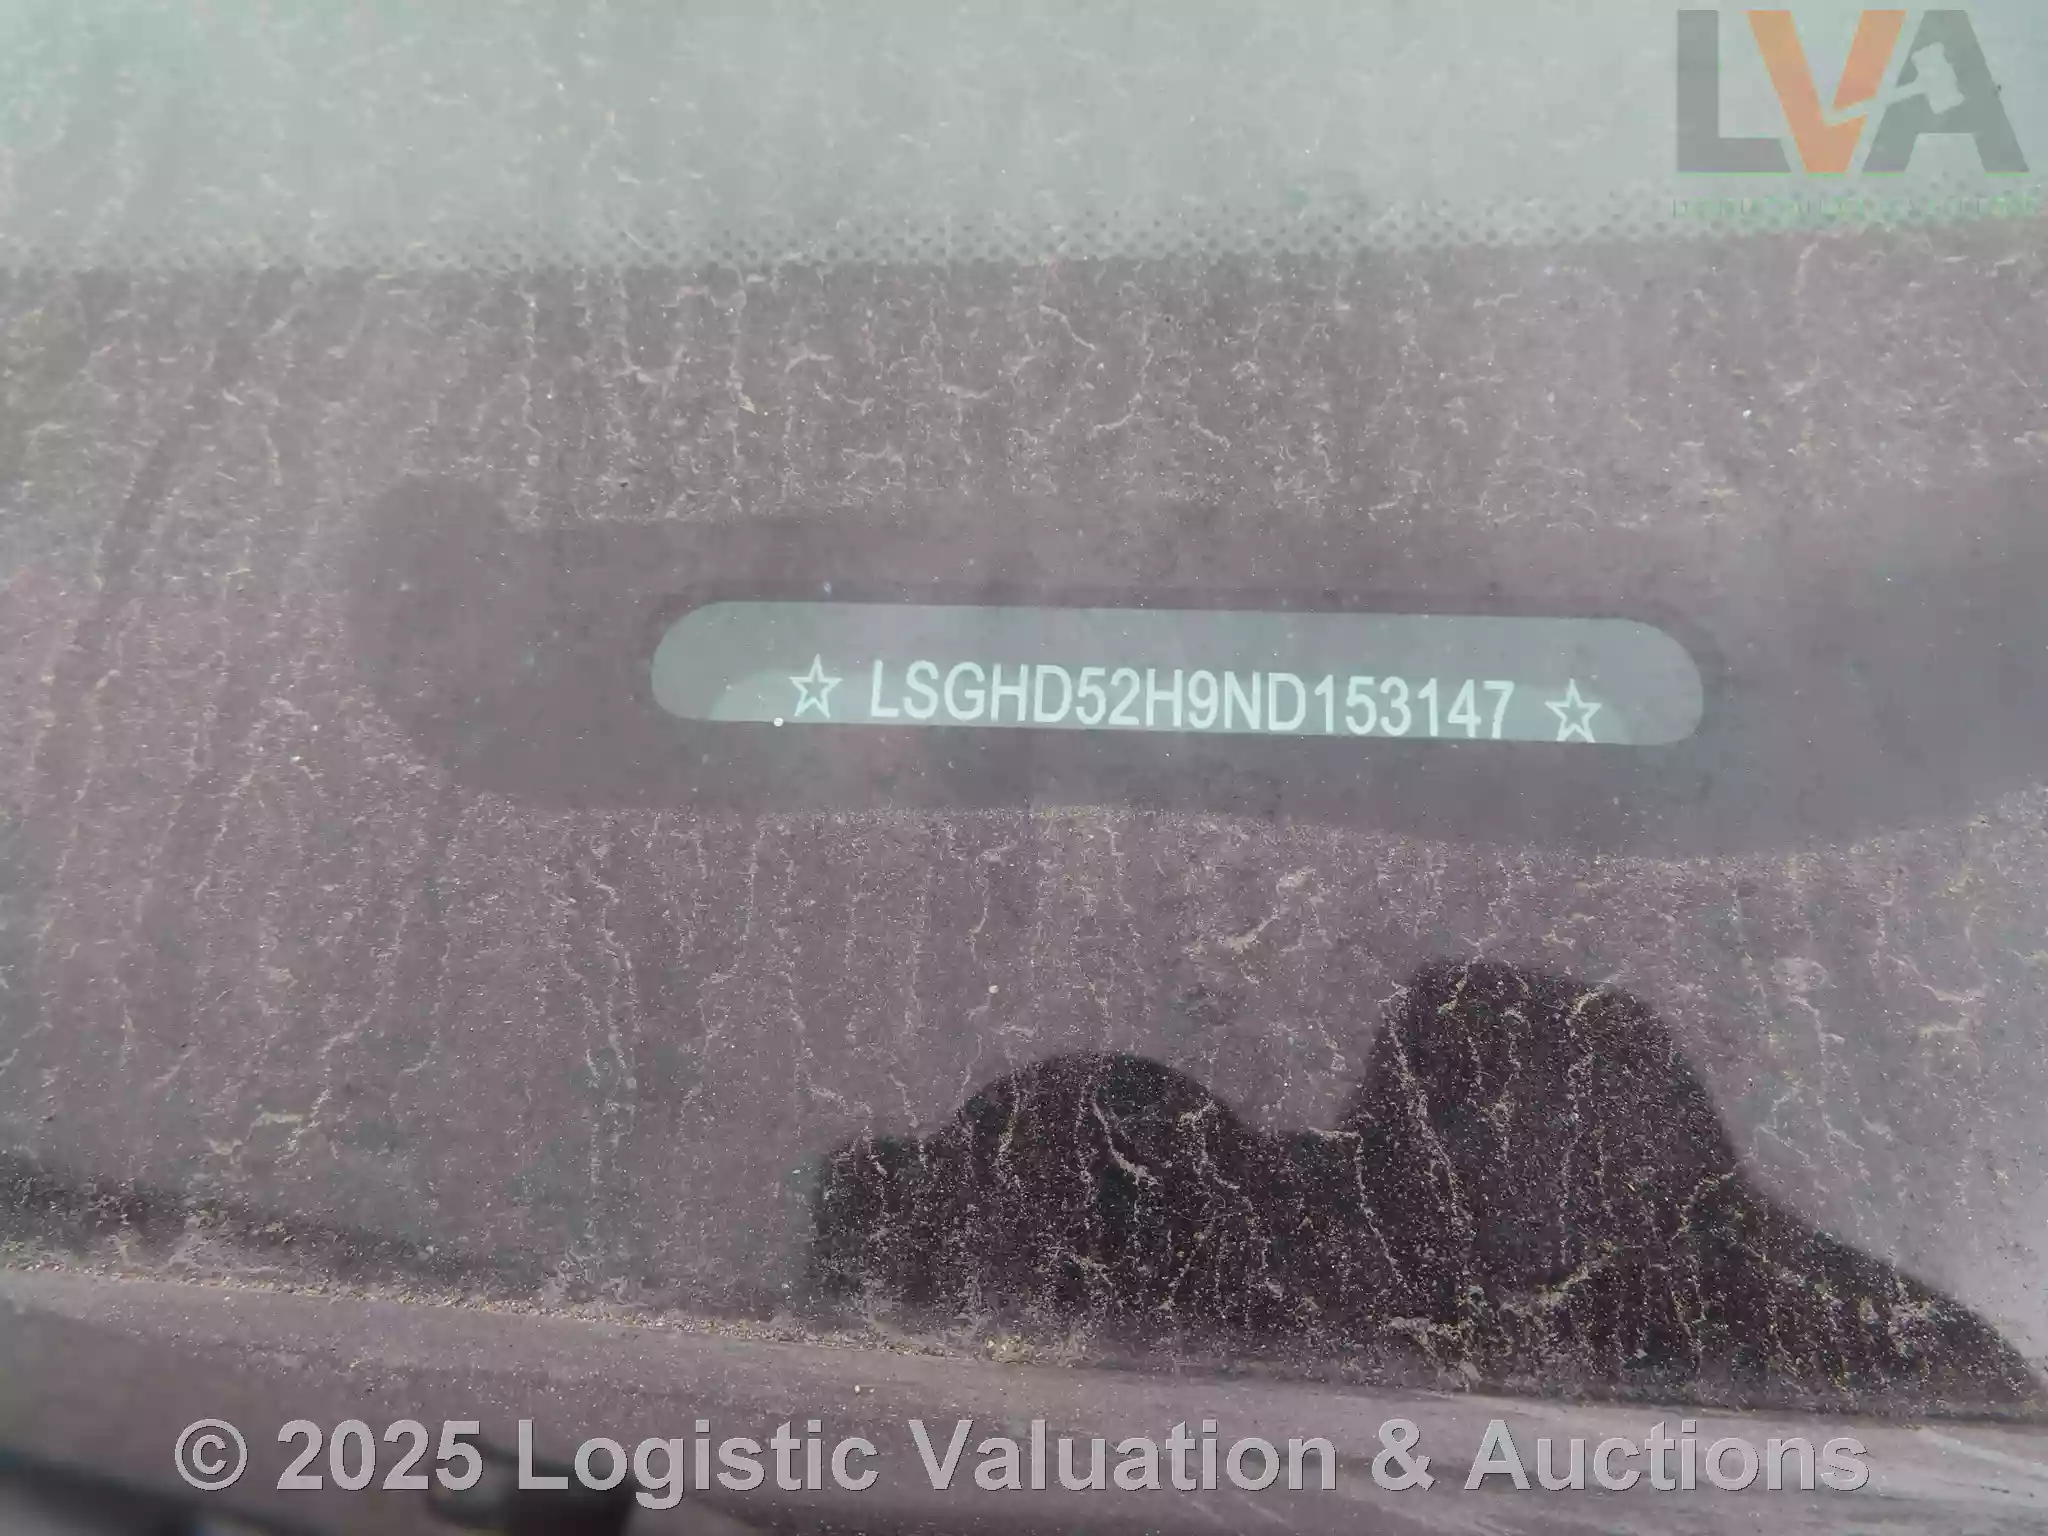 LVA
☆ LSGHD52H9ND153147 ☆
© 2025 Logistic Valuation & Auctions